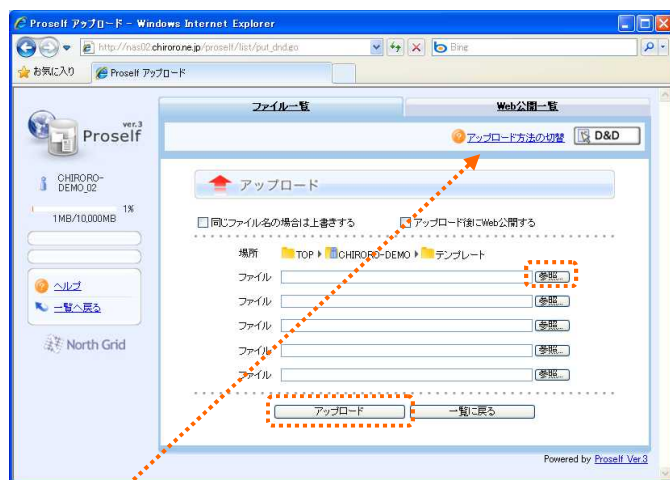 Proself アップロード - Windows Internet Explorer
http://nas02.chirorone.jp/proself/list/put_dnd.go
Bing
お気に入り Proself アップロード
ファイル一覧 Web公開一覧
ver.3
Proself
アップロード方法の切替 D&D
CHIRORO-
DEMO_02
アップロード
1%
1MB/10,000MB
同じファイル名の場合は上書きする アップロード後にWeb公開する
場所 TOP CHIRORO-DEMO テンプレート
ファイル 参照...
ヘルプ
ファイル 参照...
一覧へ戻る
ファイル 参照...
North Grid
ファイル 参照...
ファイル 参照...
アップロード 一覧に戻る
Powered by Proself Ver.3